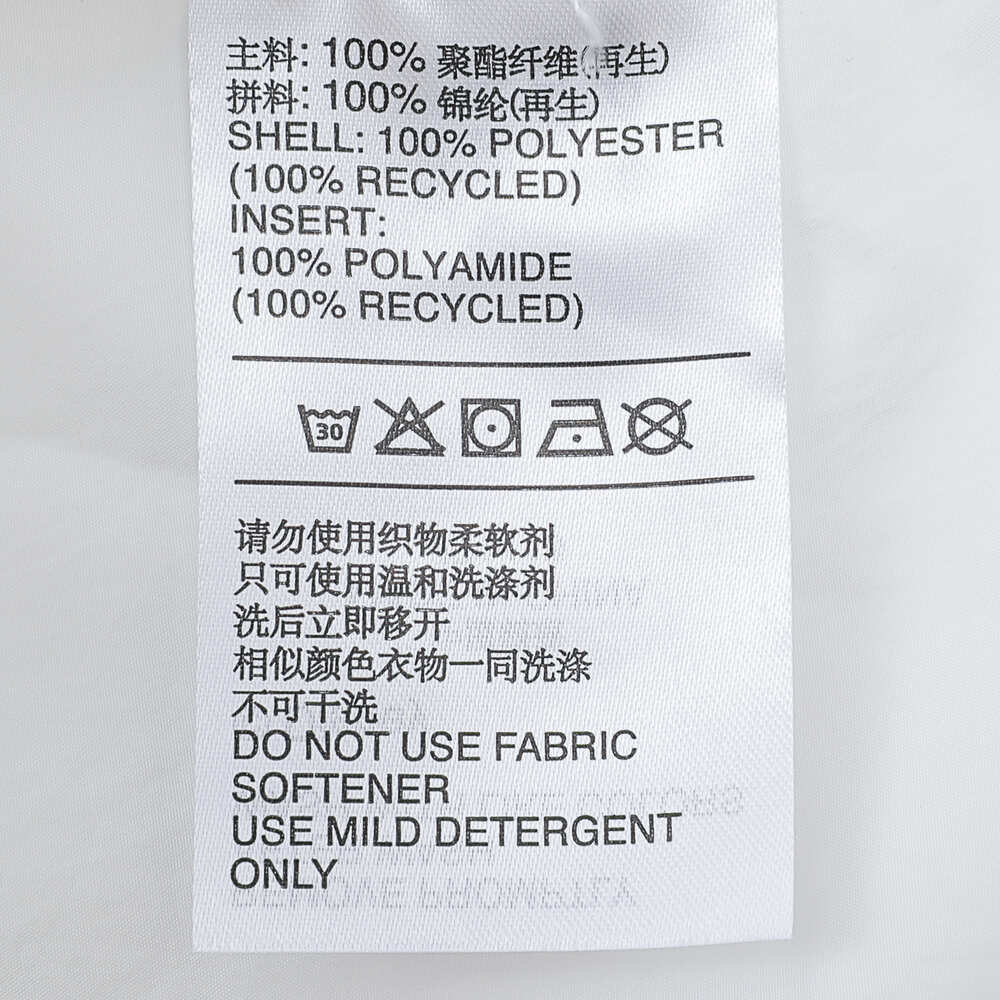 主料: 100% 聚酯纤维(再生)
拼料: 100% 锦纶(再生)
SHELL: 100% POLYESTER
(100% RECYCLED)
INSERT:
100% POLYAMIDE
(100% RECYCLED)
30
请勿使用织物柔软剂
只可使用温和洗涤剂
洗后立即移开
相似颜色衣物一同洗涤
不可干洗
DO NOT USE FABRIC
SOFTENER
USE MILD DETERGENT
ONLY